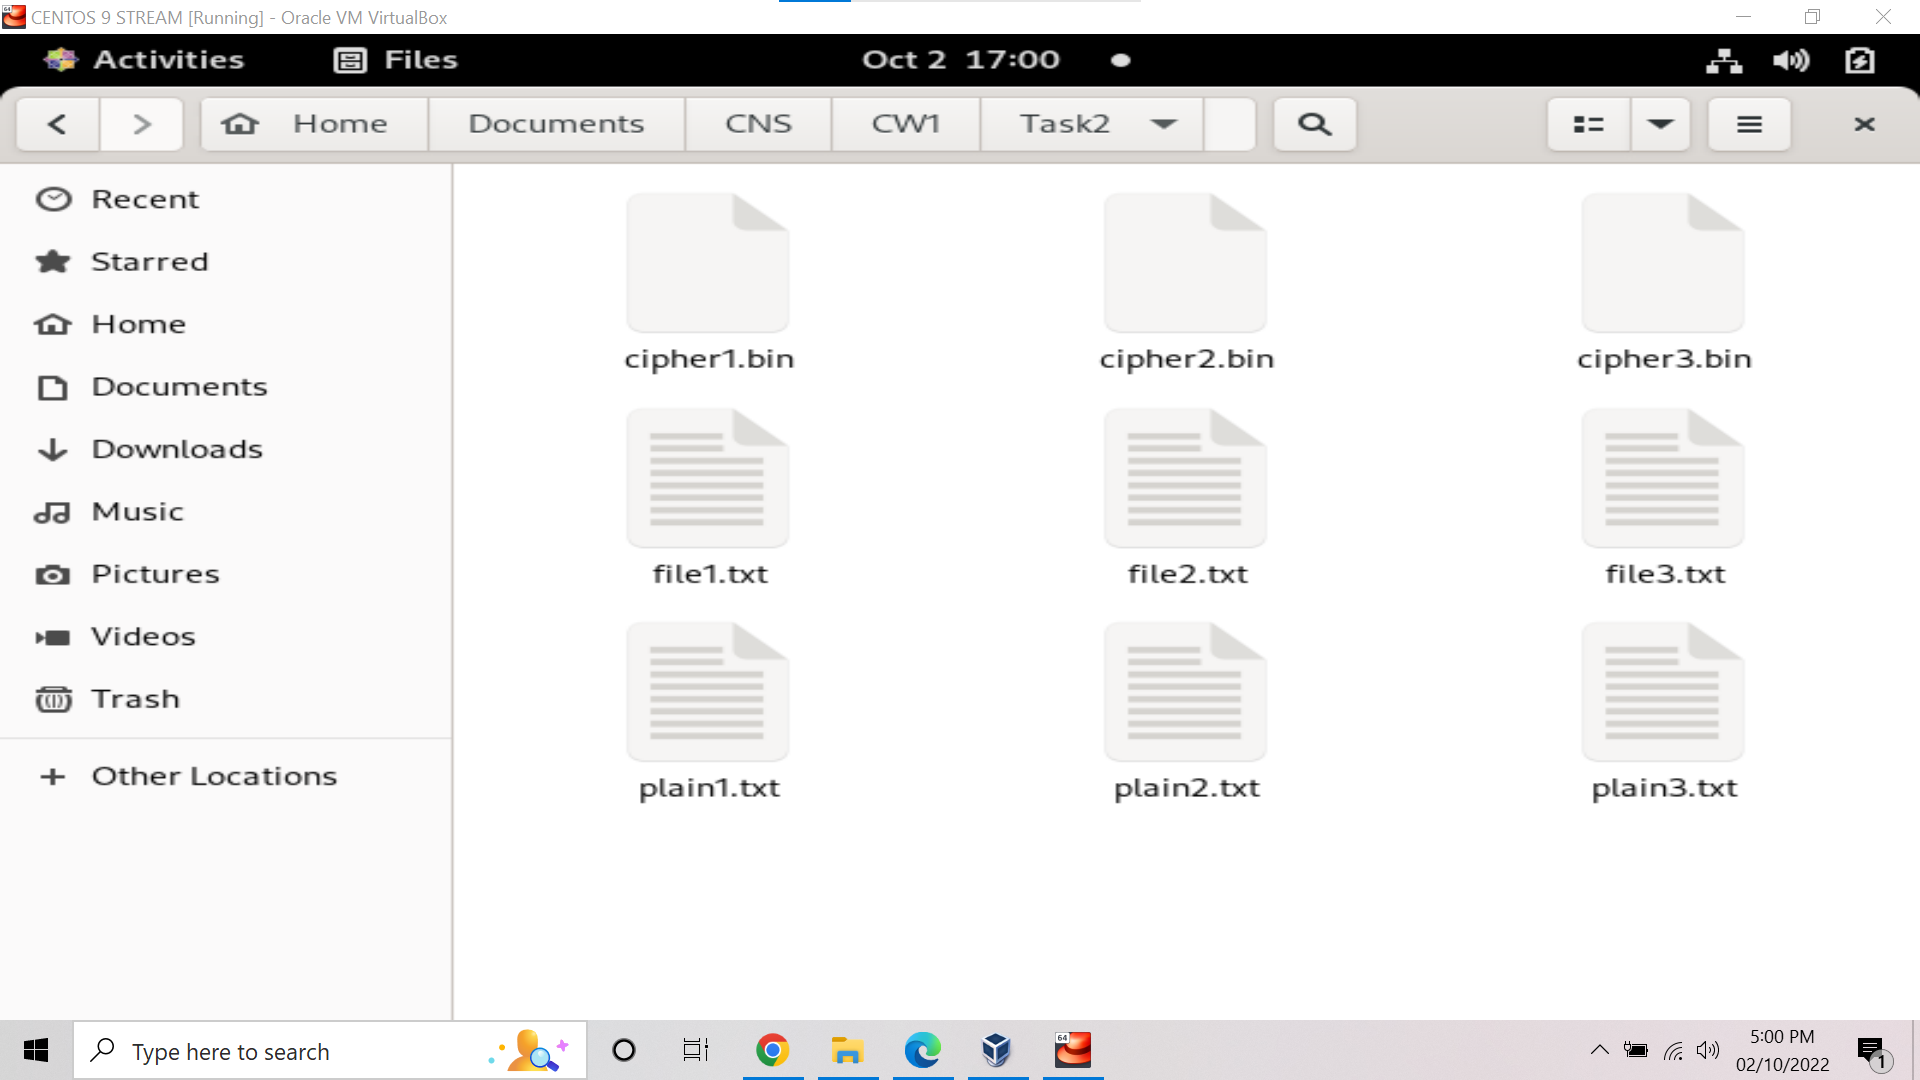 CENTOS 9 STREAM [Running] - Oracle VM VirtualBox
Activities Files Oct 2 17:00
Home Documents CNS CW1 Task2
Recent
Starred
Home
Documents
Downloads
Music
Pictures
Videos
Trash
Other Locations
cipher1.bin cipher2.bin cipher3.bin
file1.txt file2.txt file3.txt
plain1.txt plain2.txt plain3.txt
Type here to search
64
5:00 PM
02/10/2022
1